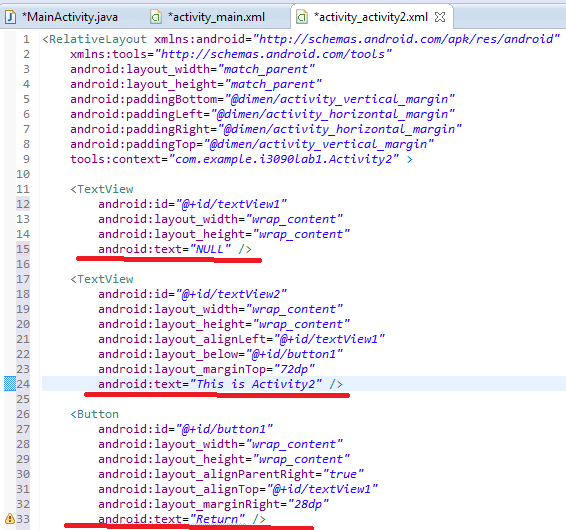 *MainActivity.java *activity_main.xml *activity_activity2.xml
1 <RelativeLayout xmlns:android="http://schemas.android.com/apk/res/android"
2 xmlns:tools="http://schemas.android.com/tools"
3 android:layout_width="match_parent"
4 android:layout_height="match_parent"
5 android:paddingBottom="@dimen/activity_vertical_margin"
6 android:paddingLeft="@dimen/activity_horizontal_margin"
7 android:paddingRight="@dimen/activity_horizontal_margin"
8 android:paddingTop="@dimen/activity_vertical_margin"
9 tools:context="com.example.i3090lab1.Activity2" >
10
11 <TextView
12 android:id="@+id/textView1"
13 android:layout_width="wrap_content"
14 android:layout_height="wrap_content"
15 android:text="NULL" />
16
17 <TextView
18 android:id="@+id/textView2"
19 android:layout_width="wrap_content"
20 android:layout_height="wrap_content"
21 android:layout_alignLeft="@+id/textView1"
22 android:layout_below="@+id/button1"
23 android:layout_marginTop="72dp"
24 android:text="This is Activity2" />
25
26 <Button
27 android:id="@+id/button1"
28 android:layout_width="wrap_content"
29 android:layout_height="wrap_content"
30 android:layout_alignParentRight="true"
31 android:layout_alignTop="@+id/textView1"
32 android:layout_marginRight="28dp"
33 android:text="Return" />